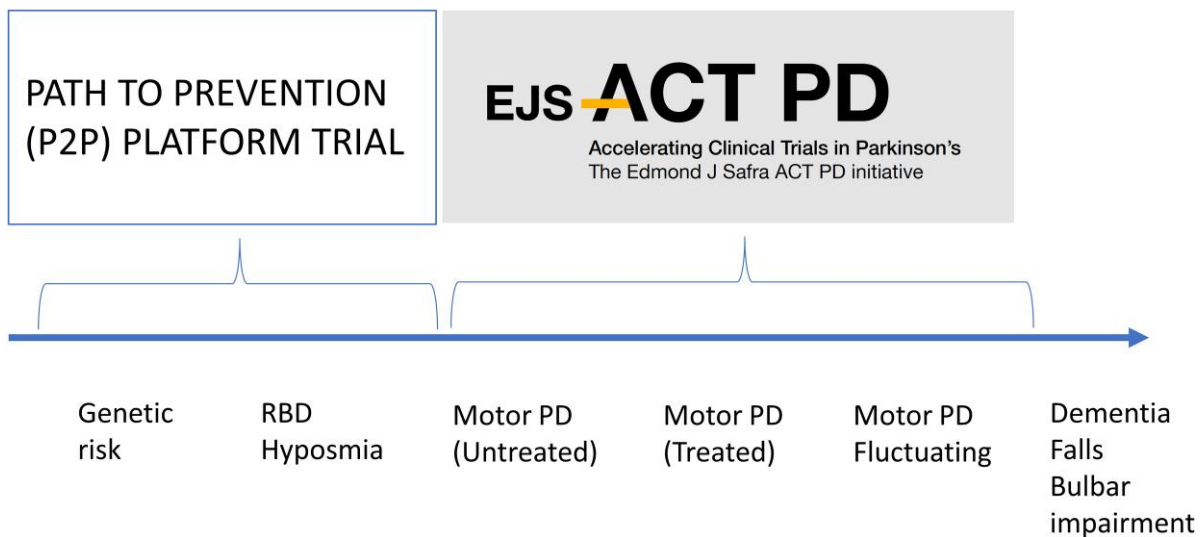 PATH TO PREVENTION
(P2P) PLATFORM TRIAL
EJS ACT PD
Accelerating Clinical Trials in Parkinson's
The Edmond J Safra ACT PD initiative
Genetic
risk
RBD
Hyposmia
Motor PD
(Untreated)
Motor PD
(Treated)
Motor PD
Fluctuating
Dementia
Falls
Bulbar
impairment